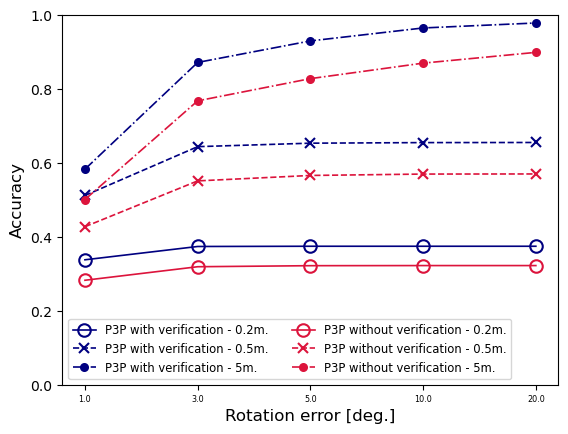 1.0
0.8
0.6
0.4
0.2
0.0
Accuracy
P3P with verification - 0.2m.
P3P with verification - 0.5m.
P3P with verification - 5m.
P3P without verification - 0.2m.
P3P without verification - 0.5m.
P3P without verification - 5m.
1.0 3.0 5.0 10.0 20.0
Rotation error [deg.]